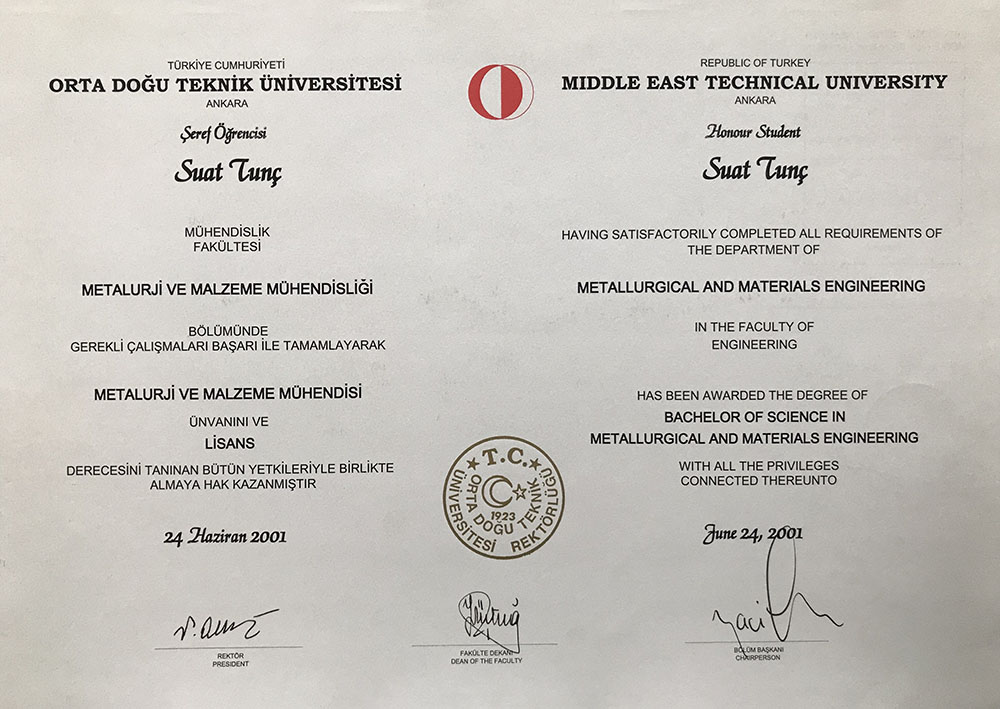 TÜRKİYE CUMHURİYETİ
ORTA DOĞU TEKNİK ÜNİVERSİTESİ
ANKARA
Şeref Öğrencisi
Suat Tunç
MÜHENDİSLİK
FAKÜLTESİ
METALURJİ VE MALZEME MÜHENDİSLİĞİ
BÖLÜMÜNDE
GEREKLİ ÇALIŞMALARI BAŞARI İLE TAMAMLAYARAK
METALURJİ VE MALZEME MÜHENDİSİ
ÜNVANINI VE
LİSANS
DERECESİNİ TANINAN BÜTÜN YETKİLERİYLE BİRLİKTE
ALMAYA HAK KAZANMIŞTIR
24 Haziran 2001
REPUBLIC OF TURKEY
MIDDLE EAST TECHNICAL UNIVERSITY
ANKARA
Honour Student
Suat Tunç
HAVING SATISFACTORILY COMPLETED ALL REQUIREMENTS OF
THE DEPARTMENT OF
METALLURGICAL AND MATERIALS ENGINEERING
IN THE FACULTY OF
ENGINEERING
HAS BEEN AWARDED THE DEGREE OF
BACHELOR OF SCIENCE IN
METALLURGICAL AND MATERIALS ENGINEERING
WITH ALL THE PRIVILEGES
CONNECTED THEREUNTO
June 24, 2001
T.C.
ORTA DOĞU TEKNİK
ÜNİVERSİTESİ REKTÖRLÜĞÜ
1923
REKTÖR
PRESIDENT
FAKÜLTE DEKANI
DEAN OF THE FACULTY
BÖLÜM BAŞKANI
CHAIRPERSON